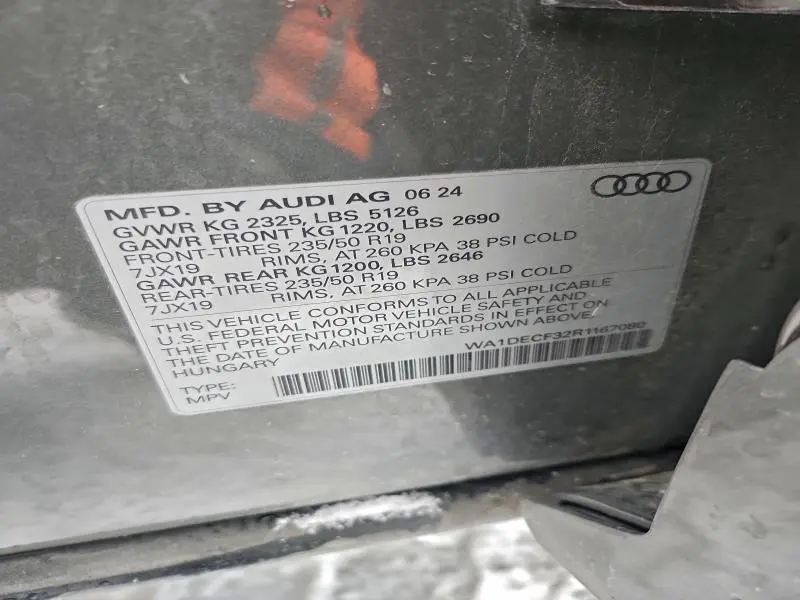 MFD. BY AUDI AG 06 24
GVWR KG 2325, LBS 5126
GAWR FRONT KG 1220, LBS 2690
FRONT-TIRES 235/50 R19
7JX19 RIMS, AT 260 KPA 38 PSI COLD
GAWR REAR KG 1200, LBS 2646
REAR-TIRES 235/50 R19
7JX19 RIMS, AT 260 KPA 38 PSI COLD
THIS VEHICLE CONFORMS TO ALL APPLICABLE
U.S. FEDERAL MOTOR VEHICLE SAFETY AND
THEFT PREVENTION STANDARDS IN EFFECT ON
THE DATE OF MANUFACTURE SHOWN ABOVE.
HUNGARY WA1DECF32R1167080
TYPE:
MPV